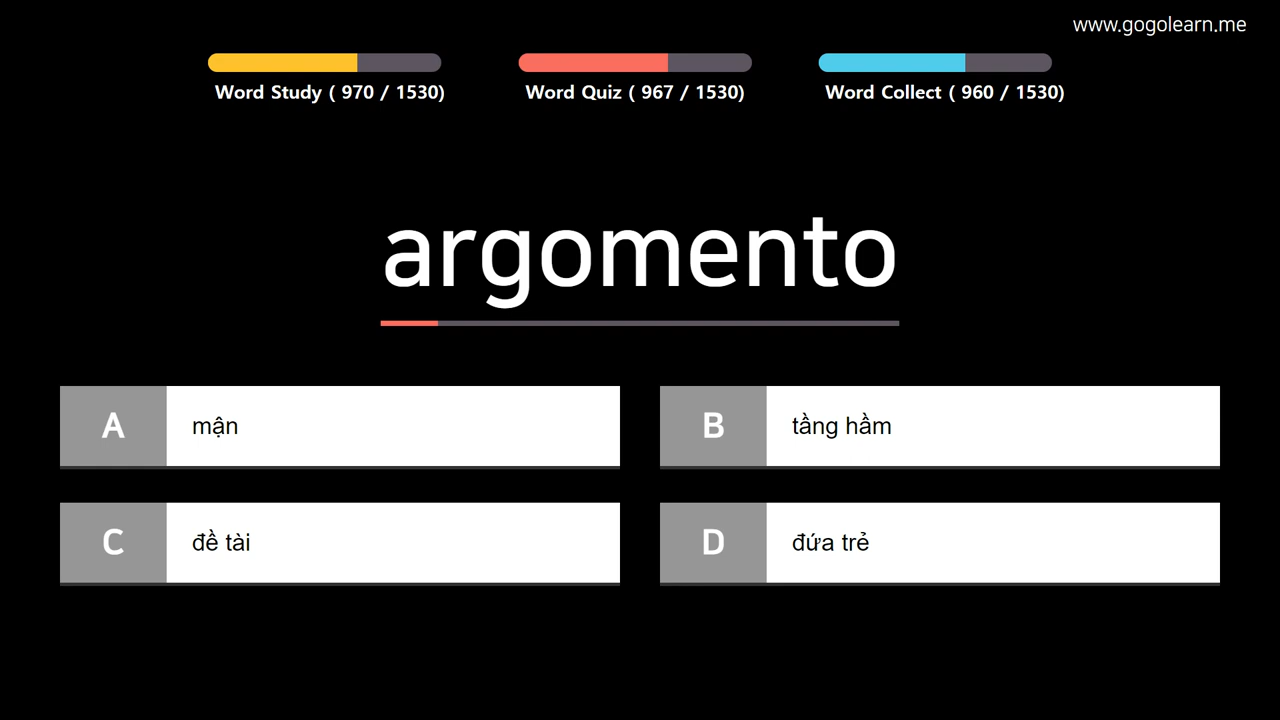 www.gogolearn.me
Word Study ( 970 / 1530)
Word Quiz ( 967 / 1530)
Word Collect ( 960 / 1530)
argomento
A mận
B tầng hầm
C đề tài
D đứa trẻ